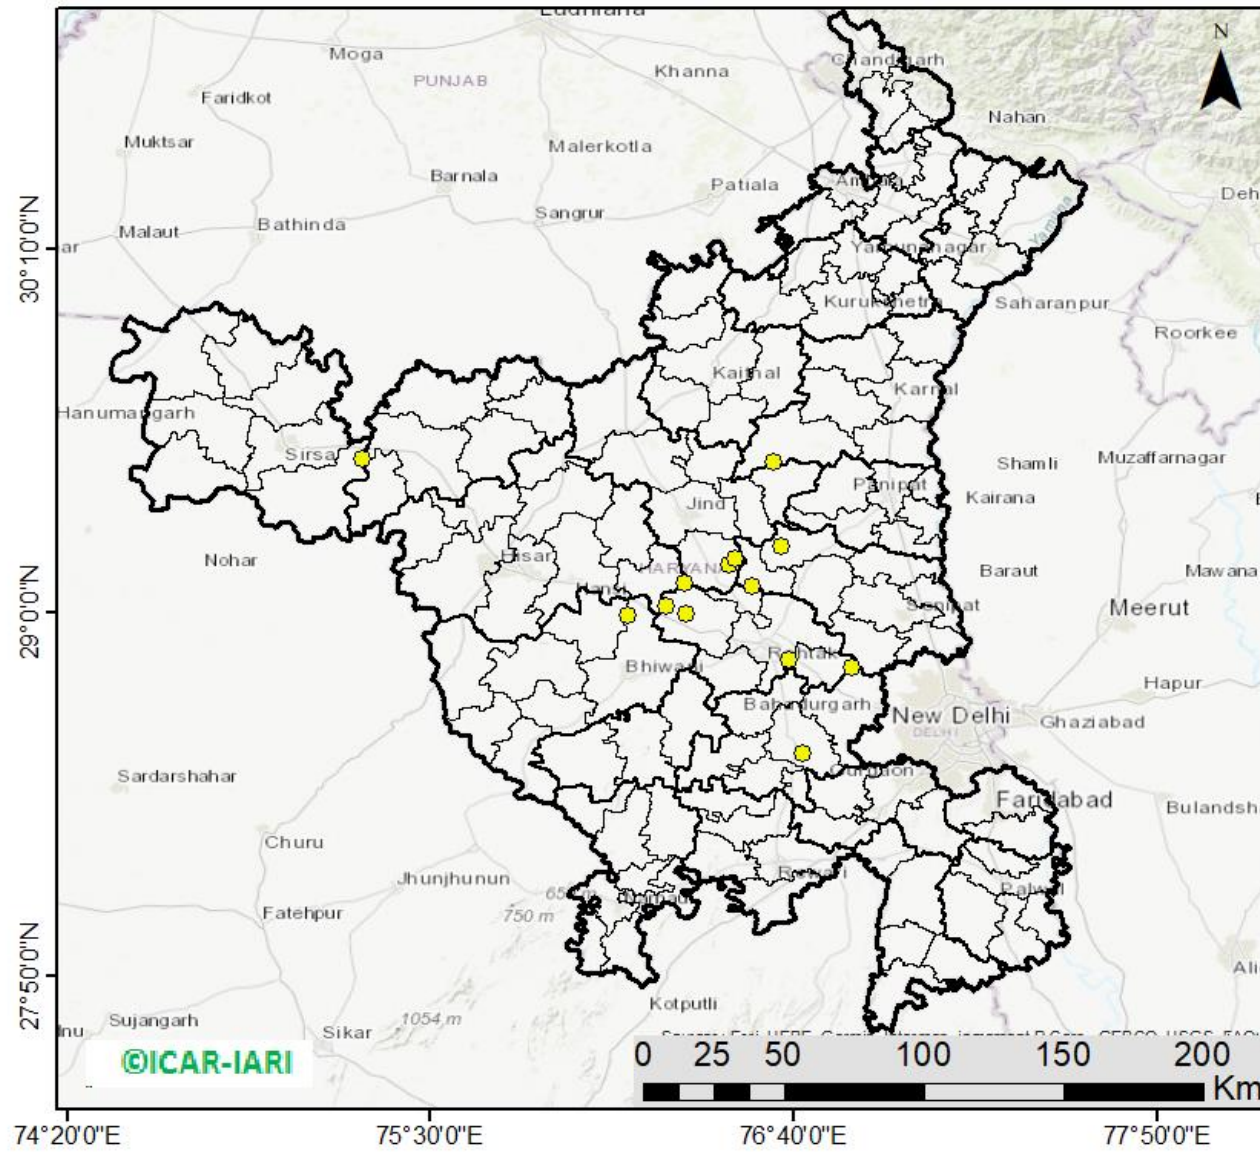 Ludhiana
N
Moga
Chandigarh
PUNJAB
Khanna
Faridkot
Nahan
Muktsar
Malerkotla
Barnala
Patiala
Ambala
Deh
Sangrur
Yamuna
Bathinda
Malaut
ar
Yamunanagar
30°10'0"N
Kurukshetra
Saharanpur
Roorkee
Kaithal
Karnal
Hanumangarh
Sirsa
Shamli
Muzaffarnagar
Panipat
Kairana
Jind
Nohar
Hisar
HARYANA
Baraut
Mawana
Hansi
Sonipat
Meerut
29°0'0"N
Rohtak
Bhiwani
Hapur
Bahadurgarh
New Delhi
Ghaziabad
DELHI
Gurgaon
Sardarshahar
Faridabad
Bulandsh
Churu
Rewari
Jhunjhunun
Palwal
Narnaul
750 m
Fatehpur
27°50'0"N
Ali
Kotputli
Sujangarh
1054 m
nu
Sikar
©ICAR-IARI
0 25 50 100 150 200
Km
74°20'0"E 75°30'0"E 76°40'0"E 77°50'0"E